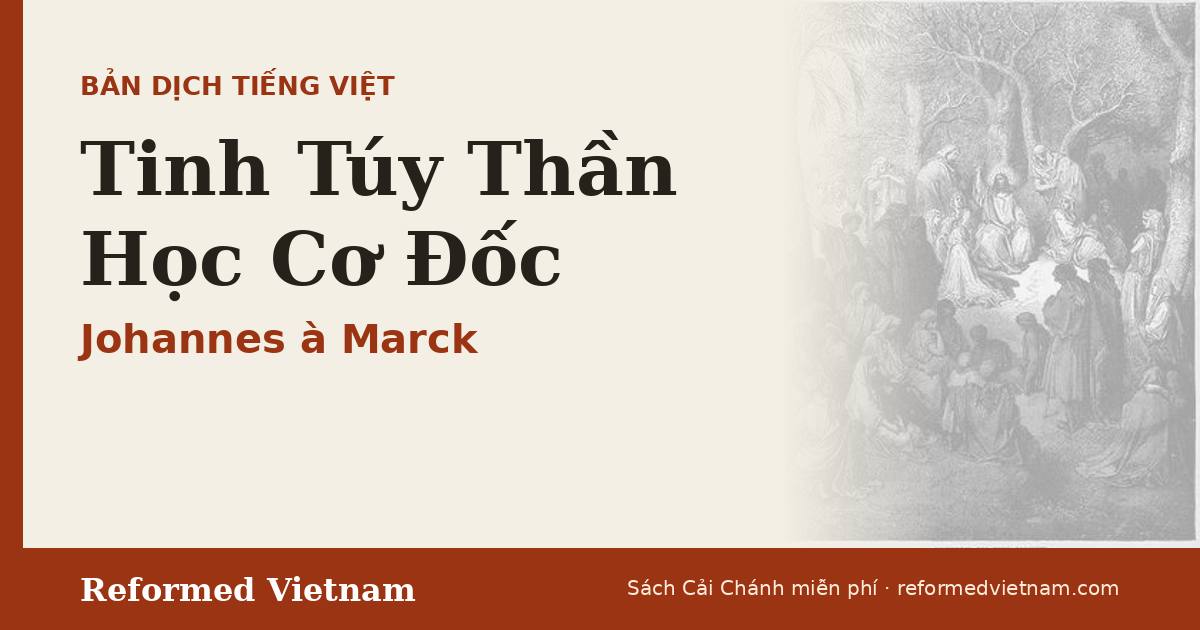 BẢN DỊCH TIẾNG VIỆT
Tinh Túy Thần
Học Cơ Đốc
Johannes à Marck
Reformed Vietnam
Sách Cải Chánh miễn phí · reformedvietnam.com